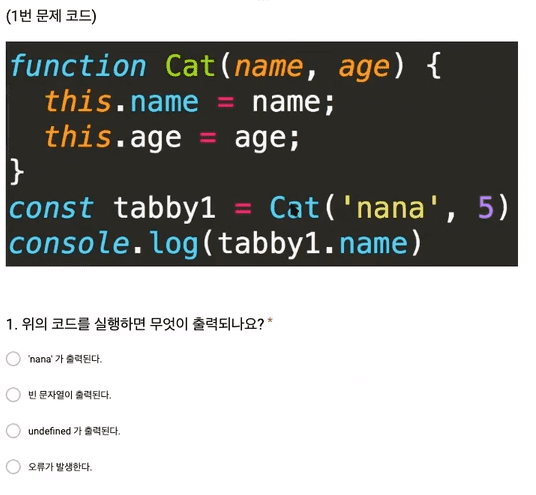 (1번 문제 코드)
function Cat(name, age) {
  this.name = name;
  this.age = age;
}
const tabby1 = Cat('nana', 5)
console.log(tabby1.name)
1. 위의 코드를 실행하면 무엇이 출력되나요? *
'nana' 가 출력된다.
빈 문자열이 출력된다.
undefined 가 출력된다.
오류가 발생한다.